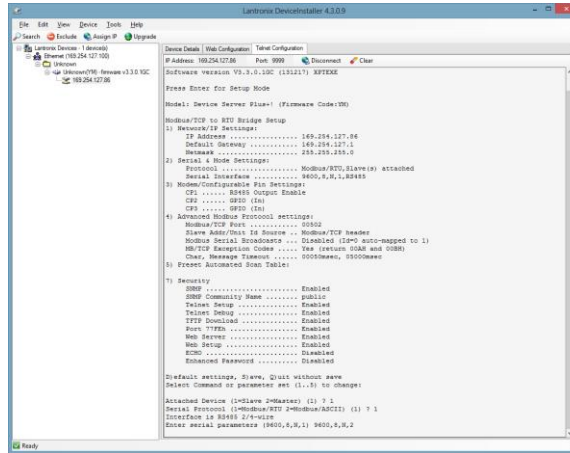 Lantronix DeviceInstaller 4.3.0.9
File Edit View Device Tools Help
Search Exclude Assign IP Upgrade
Lantronix Devices - 1 device(s)
Ethernet (169.254.127.100)
Unknown
Unknown(YM) - firmware v3.3.0.1GC
169.254.127.86
Device Details Web Configuration Telnet Configuration
IP Address: 169.254.127.86 Port: 9999 Disconnect Clear
Software version V3.3.0.1GC (131217) XPTEXE
Press Enter for Setup Mode
Model: Device Server Plus+! (Firmware Code:YM)
Modbus/TCP to RTU Bridge Setup
1) Network/IP Settings:
IP Address ................. 169.254.127.86
Default Gateway ............ 169.254.127.1
Netmask .................... 255.255.255.0
2) Serial & Mode Settings:
Protocol ................... Modbus/RTU,Slave(s) attached
Serial Interface ........... 9600,8,N,1,RS485
3) Modem/Configurable Pin Settings:
CP1 ...... RS485 Output Enable
CP2 ...... GPIO (In)
CP3 ...... GPIO (In)
4) Advanced Modbus Protocol settings:
Modbus/TCP Port ............ 00502
Slave Addr/Unit Id Source .. Modbus/TCP header
Modbus Serial Broadcasts ... Disabled (Id=0 auto-mapped to 1)
MB/TCP Exception Codes ..... Yes (return 00AH and 00BH)
Char, Message Timeout ...... 00050msec, 05000msec
5) Preset Automated Scan Table:
7) Security
SNMP ....................... Enabled
SNMP Community Name ........ public
Telnet Setup ............... Enabled
Telnet Debug ............... Enabled
TFTP Download .............. Enabled
Port 77FEh ................. Enabled
Web Server ................. Enabled
Web Setup .................. Enabled
ECHO ....................... Disabled
Enhanced Password .......... Disabled
D)efault settings, S)ave, Q)uit without save
Select Command or parameter set (1..5) to change:
Attached Device (1=Slave 2=Master) (1) ? 1
Serial Protocol (1=Modbus/RTU 2=Modbus/ASCII) (1) ? 1
Interface is RS485 2/4-wire
Enter serial parameters (9600,8,N,1) 9600,8,N,2
Ready